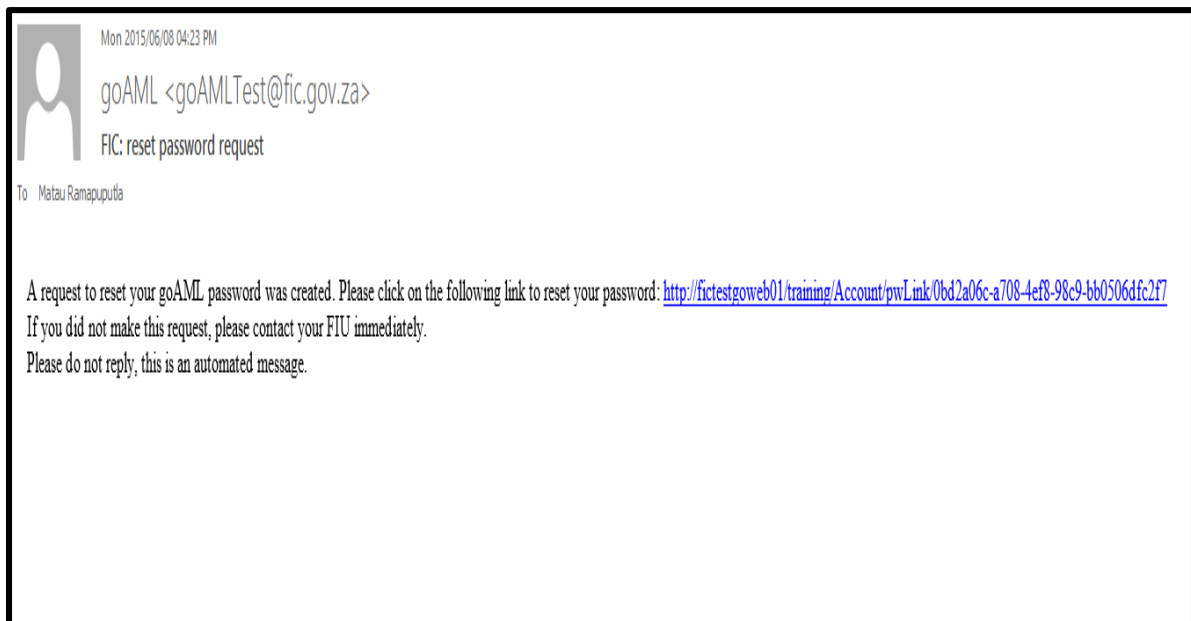 Mon 2015/06/08 04:23 PM
goAML <goAMLTest@fic.gov.za>
FIC: reset password request
To Matau Ramapuputla
A request to reset your goAML password was created. Please click on the following link to reset your password: http://fictestgoweb01/training/Account/pwLink/0bd2a06c-a708-4ef8-98c9-bb0506dfc2f7
If you did not make this request, please contact your FIU immediately.
Please do not reply, this is an automated message.